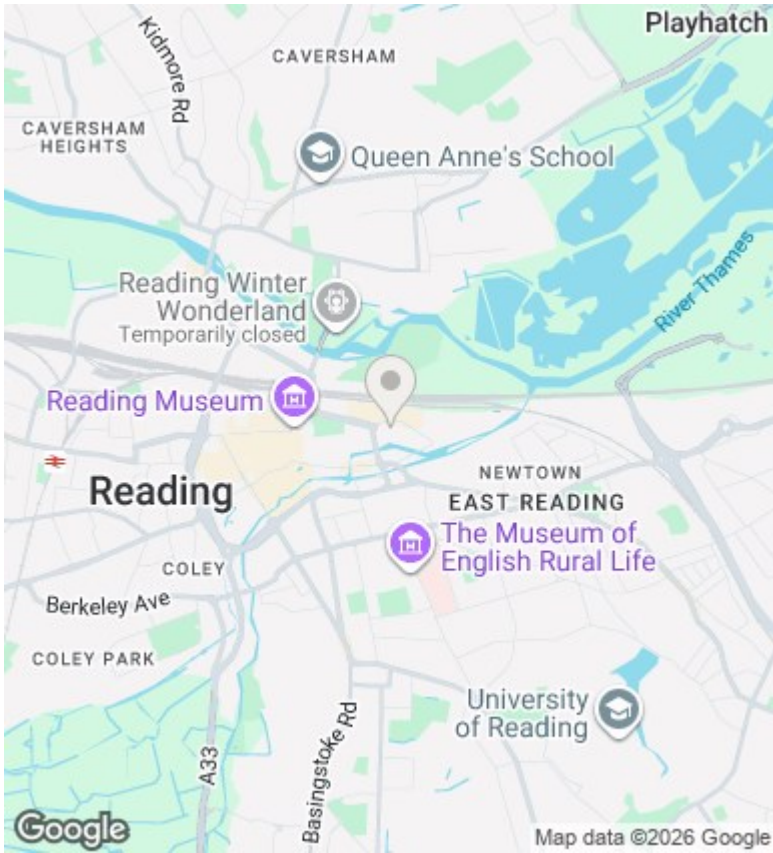 Playhatch
Kidmore Rd
CAVERSHAM
CAVERSHAM
HEIGHTS
Queen Anne's School
Reading Winter
Wonderland
Temporarily closed
River Thames
Reading Museum
Reading
NEWTOWN
EAST READING
The Museum of
English Rural Life
COLEY
Berkeley Ave
COLEY PARK
University
of Reading
A33
Basingstoke Rd
Google
Map data ©2026 Google